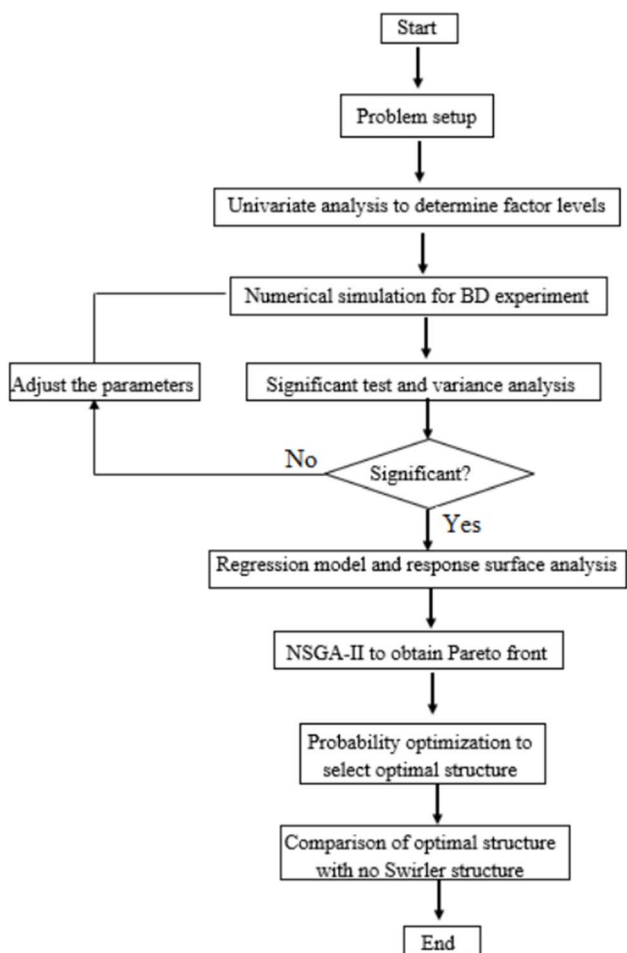 Start
Problem setup
Univariate analysis to determine factor levels
Numerical simulation for BD experiment
Adjust the parameters
Significant test and variance analysis
No
Significant?
Yes
Regression model and response surface analysis
NSGA-II to obtain Pareto front
Probability optimization to
select optimal structure
Comparison of optimal structure
with no Swirler structure
End